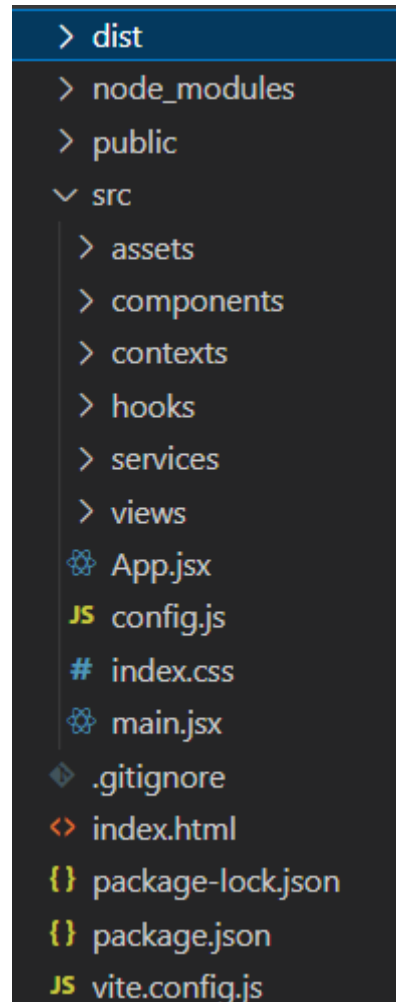 dist
node_modules
public
src
assets
components
contexts
hooks
services
views
App.jsx
JS config.js
# index.css
main.jsx
.gitignore
<> index.html
{} package-lock.json
{} package.json
JS vite.config.js